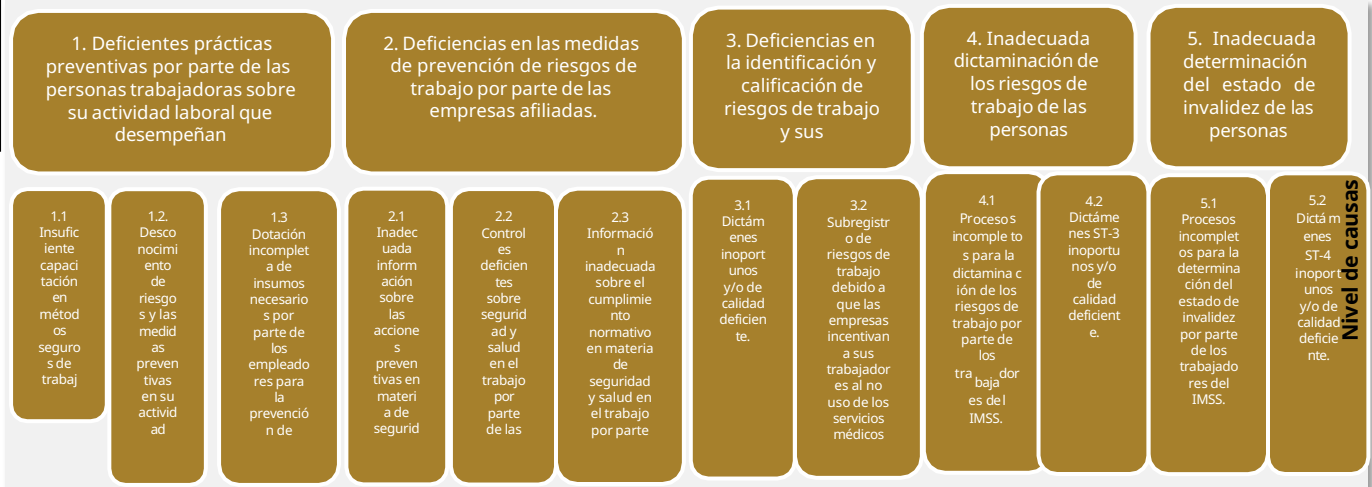 1. Deficientes prácticas
preventivas por parte de las
personas trabajadoras sobre
su actividad laboral que
desempeñan
2. Deficiencias en las medidas
de prevención de riesgos de
trabajo por parte de las
empresas afiliadas.
3. Deficiencias en
la identificación y
calificación de
riesgos de trabajo
y sus
4. Inadecuada
dictaminación de
los riesgos de
trabajo de las
personas
5. Inadecuada
determinación
del estado de
invalidez de las
personas
1.1
Insufic
iente
capaci
tación
en
métod
os
seguro
s de
trabaj
1.2.
Desco
nocimi
ento
de
riesgo
s y las
medid
as
preven
tivas
en su
activid
ad
1.3
Dotación
incomplet
a de
insumos
necesario
s por
parte de
los
empleado
res para
la
prevenció
n de
2.1
Inadec
uada
inform
ación
sobre
las
accione
s
preven
tivas en
materi
a de
segurid
2.2
Control
es
deficien
tes
sobre
segurid
ad y
salud
en el
trabajo
por
parte
de las
2.3
Informació
n
inadecuada
sobre el
cumplimie
nto
normativo
en materia
de
seguridad
y salud en
el trabajo
por parte
3.1
Dictám
enes
inoport
unos
y/o de
calidad
deficien
te.
3.2
Subregistr
o de
riesgos de
trabajo
debido a
que las
empresas
incentivan
a sus
trabajador
es al no
uso de los
servicios
médicos
4.1
Procesos
incomple to
s para la
dictamina c
ión de los
riesgos de
trabajo por
parte de
los
tra baja dor
es del
IMSS.
4.2
Dictáme
nes ST-3
inoportu
nos y/o
de
calidad
deficient
e.
5.1
Procesos
incomplet
os para la
determina
ción del
estado de
invalidez
por parte
de los
trabajado
res del
IMSS.
5.2
Dictá m
enes
ST-4
inoport
unos
y/o de
calidad
deficie
nte.
Nivel de causas